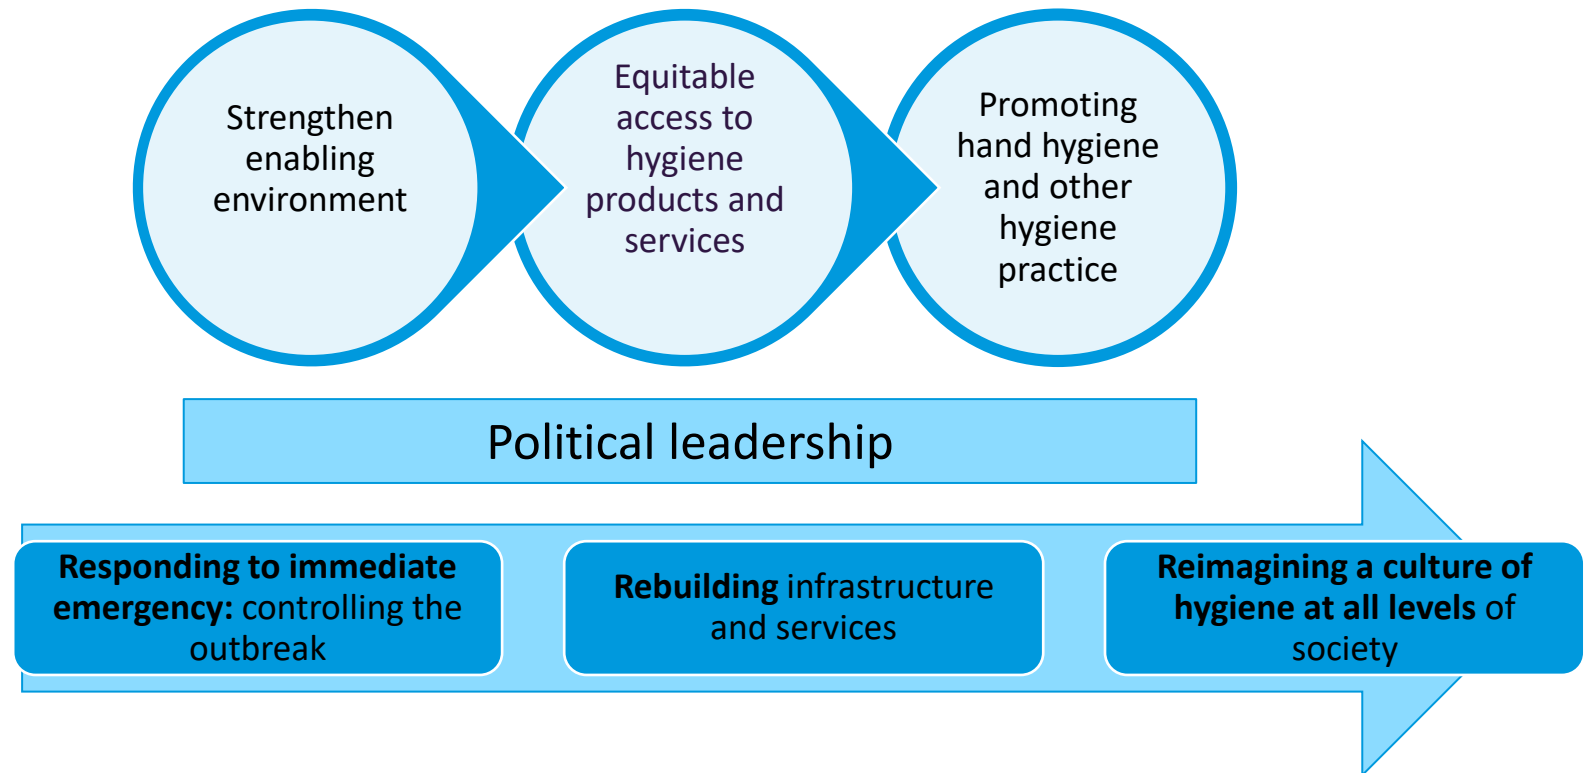 Strengthen
enabling
environment
Equitable
access to
hygiene
products and
services
Promoting
hand hygiene
and other
hygiene
practice
Political leadership
Responding to immediate
emergency: controlling the
outbreak
Rebuilding infrastructure
and services
Reimagining a culture of
hygiene at all levels of
society